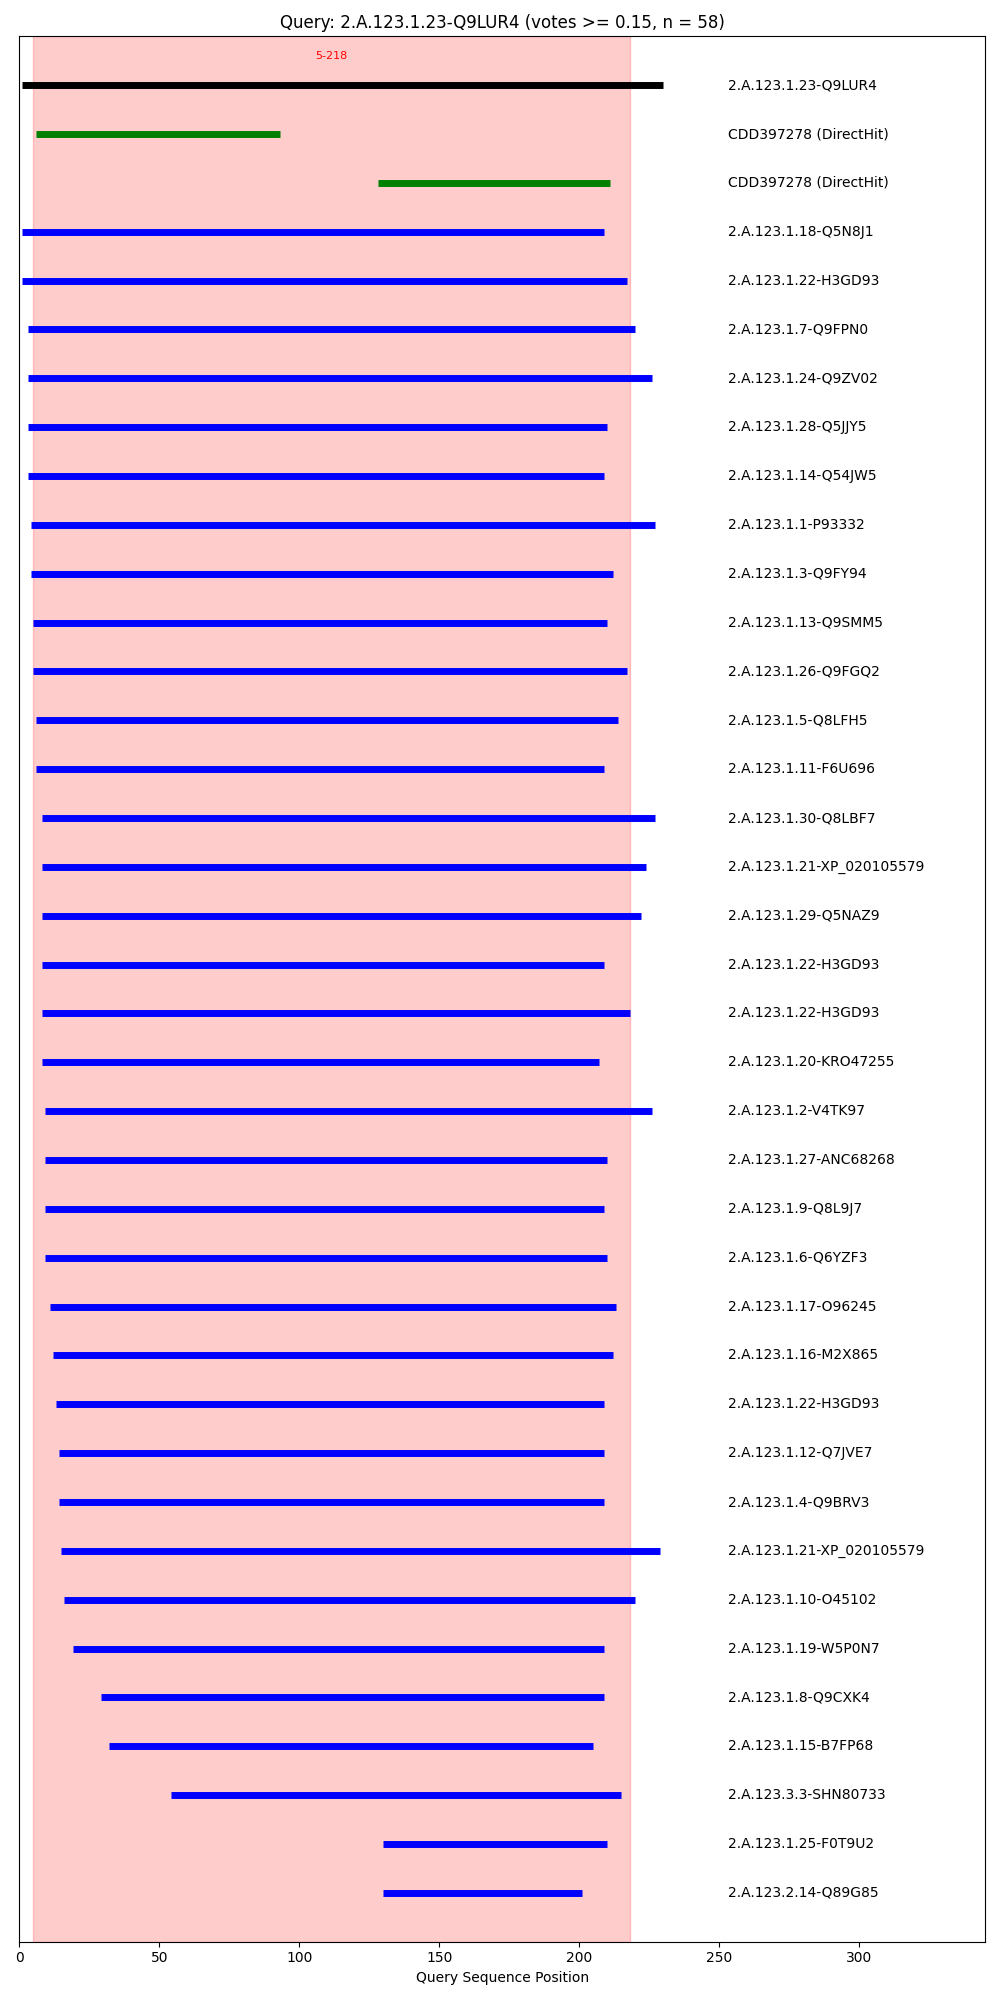 Query: 2.A.123.1.23-Q9LUR4 (votes >= 0.15, n = 58)
5-218
2.A.123.1.23-Q9LUR4
CDD397278 (DirectHit)
CDD397278 (DirectHit)
2.A.123.1.18-Q5N8J1
2.A.123.1.22-H3GD93
2.A.123.1.7-Q9FPN0
2.A.123.1.24-Q9ZV02
2.A.123.1.28-Q5JJY5
2.A.123.1.14-Q54JW5
2.A.123.1.1-P93332
2.A.123.1.3-Q9FY94
2.A.123.1.13-Q9SMM5
2.A.123.1.26-Q9FGQ2
2.A.123.1.5-Q8LFH5
2.A.123.1.11-F6U696
2.A.123.1.30-Q8LBF7
2.A.123.1.21-XP_020105579
2.A.123.1.29-Q5NAZ9
2.A.123.1.22-H3GD93
2.A.123.1.22-H3GD93
2.A.123.1.20-KRO47255
2.A.123.1.2-V4TK97
2.A.123.1.27-ANC68268
2.A.123.1.9-Q8L9J7
2.A.123.1.6-Q6YZF3
2.A.123.1.17-O96245
2.A.123.1.16-M2X865
2.A.123.1.22-H3GD93
2.A.123.1.12-Q7JVE7
2.A.123.1.4-Q9BRV3
2.A.123.1.21-XP_020105579
2.A.123.1.10-O45102
2.A.123.1.19-W5P0N7
2.A.123.1.8-Q9CXK4
2.A.123.1.15-B7FP68
2.A.123.3.3-SHN80733
2.A.123.1.25-F0T9U2
2.A.123.2.14-Q89G85
0 50 100 150 200 250 300
Query Sequence Position